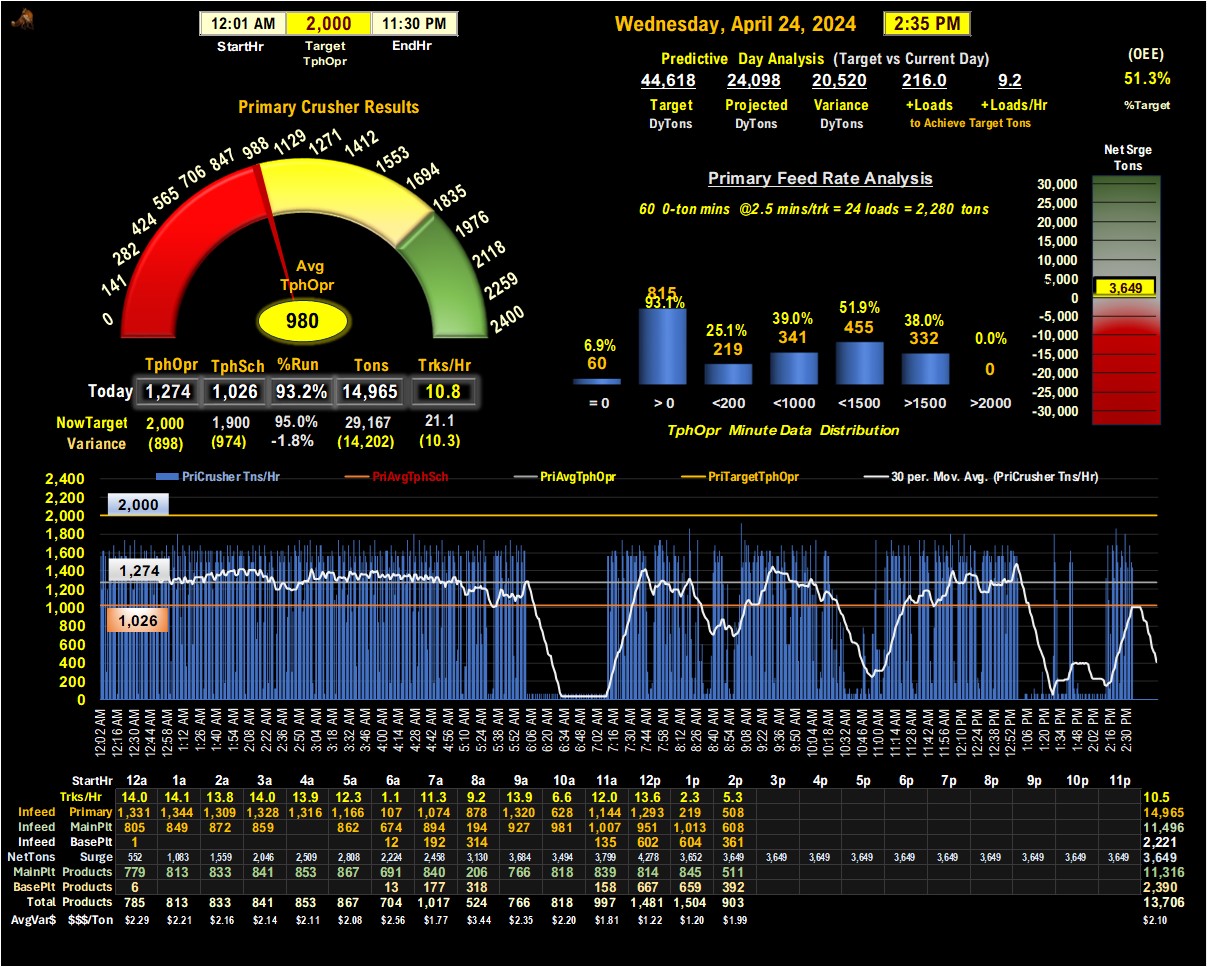 12:01 AM 2,000 11:30 PM
StartHr Target EndHr
TphOpr
Wednesday, April 24, 2024 2:35 PM
Predictive Day Analysis (Target vs Current Day)
44,618 24,098 20,520 216.0 9.2
Target Projected Variance +Loads +Loads/Hr
DyTons DyTons DyTons to Achieve Target Tons
(OEE)
51.3%
%Target
Primary Crusher Results
0 141 282 424 565 706 847 988 1129 1271 1412 1553 1694 1835 1976 2118 2259 2400
Avg
TphOpr
980
TphOpr TphSch %Run Tons Trks/Hr
Today 1,274 1,026 93.2% 14,965 10.8
NowTarget 2,000 1,900 95.0% 29,167 21.1
Variance (898) (974) -1.8% (14,202) (10.3)
Primary Feed Rate Analysis
60 0-ton mins @2.5 mins/trk = 24 loads = 2,280 tons
6.9% 93.1% 25.1% 39.0% 51.9% 38.0% 0.0%
60 815 219 341 455 332 0
= 0 > 0 <200 <1000 <1500 >1500 >2000
TphOpr Minute Data Distribution
Net Srge
Tons
30,000
25,000
20,000
15,000
10,000
5,000
3,649
0
-5,000
-10,000
-15,000
-20,000
-25,000
-30,000
PriCrusher Tns/Hr PriAvgTphSch PriAvgTphOpr PriTargetTphOpr 30 per. Mov. Avg. (PriCrusher Tns/Hr)
2,400
2,200
2,000
1,800
1,600
1,400
1,200
1,000
800
600
400
200
0
2,000
1,274
1,026
12:02 AM 12:16 AM 12:30 AM 12:44 AM 12:58 AM 1:12 AM 1:26 AM 1:40 AM 1:54 AM 2:08 AM 2:22 AM 2:36 AM 2:50 AM 3:04 AM 3:18 AM 3:32 AM 3:46 AM 4:00 AM 4:14 AM 4:28 AM 4:42 AM 4:56 AM 5:10 AM 5:24 AM 5:38 AM 5:52 AM 6:06 AM 6:20 AM 6:34 AM 6:48 AM 7:02 AM 7:16 AM 7:30 AM 7:44 AM 7:58 AM 8:12 AM 8:26 AM 8:40 AM 8:54 AM 9:08 AM 9:22 AM 9:36 AM 9:50 AM 10:04 AM 10:18 AM 10:32 AM 10:46 AM 11:00 AM 11:14 AM 11:28 AM 11:42 AM 11:56 AM 12:10 PM 12:24 PM 12:38 PM 12:52 PM 1:06 PM 1:20 PM 1:34 PM 1:48 PM 2:02 PM 2:16 PM 2:30 PM
StartHr 12a 1a 2a 3a 4a 5a 6a 7a 8a 9a 10a 11a 12p 1p 2p 3p 4p 5p 6p 7p 8p 9p 10p 11p
Trks/Hr 14.0 14.1 13.8 14.0 13.9 12.3 1.1 11.3 9.2 13.9 6.6 12.0 13.6 2.3 5.3 10.5
Infeed Primary 1,331 1,344 1,309 1,328 1,316 1,166 107 1,074 878 1,320 628 1,144 1,293 219 508 14,965
Infeed MainPlt 805 849 872 859 862 674 894 194 927 981 1,007 951 1,013 608 11,496
Infeed BasePlt 1 12 192 314 135 602 604 361 2,221
NetTons Surge 552 1,083 1,559 2,046 2,509 2,808 2,224 2,458 3,130 3,684 3,494 3,799 4,278 3,652 3,649 3,649 3,649 3,649 3,649 3,649 3,649 3,649 3,649 3,649 3,649
MainPlt Products 779 813 833 841 853 867 691 840 206 766 818 839 814 845 511 11,316
BasePlt Products 6 13 177 318 158 667 659 392 2,390
Total Products 785 813 833 841 853 867 704 1,017 524 766 818 997 1,481 1,504 903 13,706
AvgVar$ $$$/Ton $2.29 $2.21 $2.16 $2.14 $2.11 $2.08 $2.56 $1.77 $3.44 $2.35 $2.20 $1.81 $1.22 $1.20 $1.99 $2.10